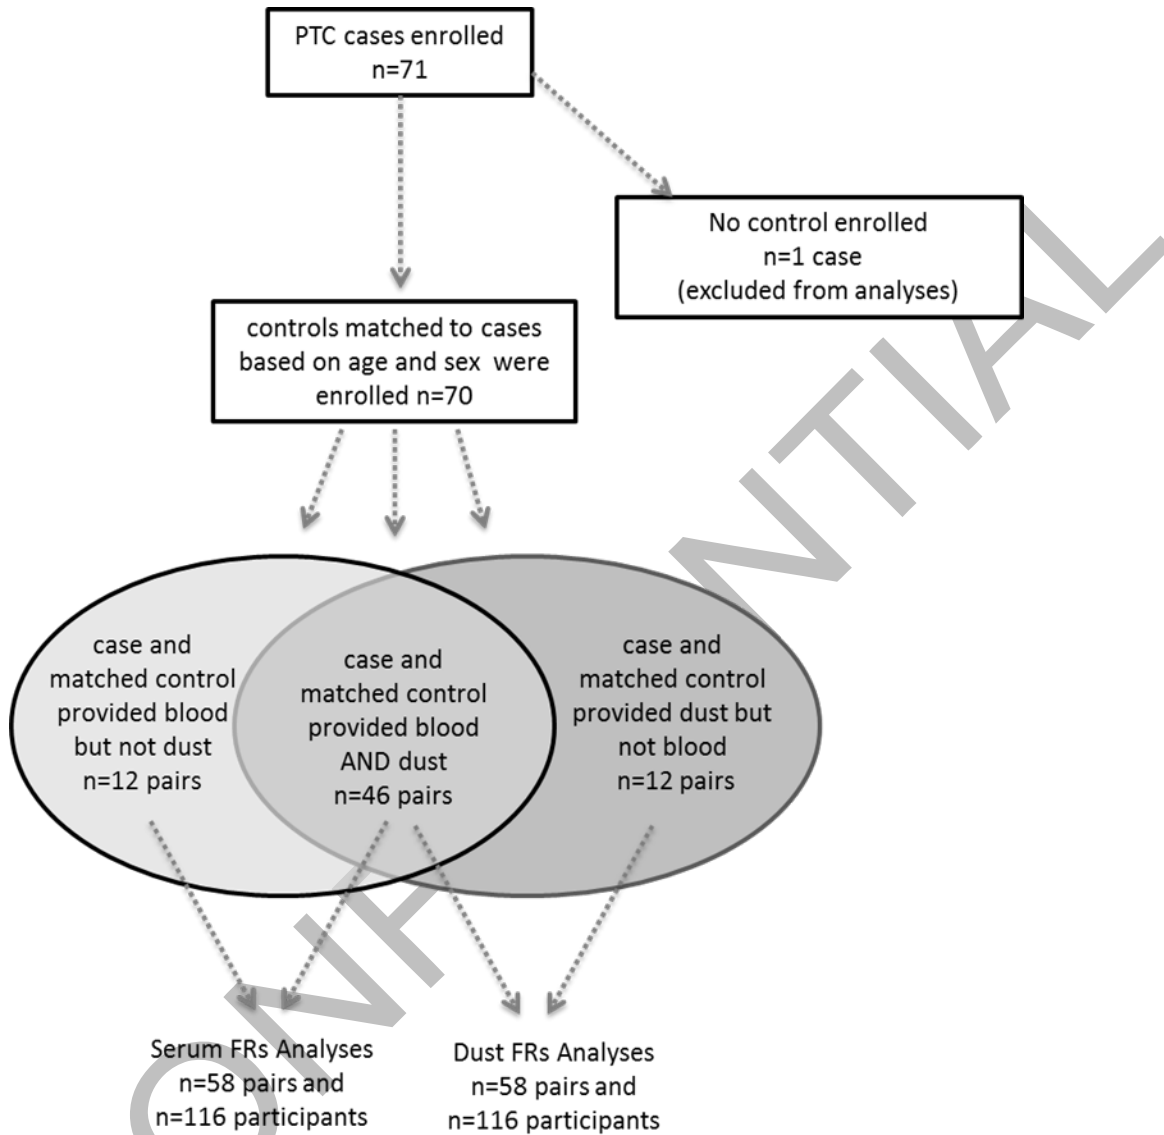 PTC cases enrolled
n=71
No control enrolled
n=1 case
(excluded from analyses)
controls matched to cases
based on age and sex were
enrolled n=70
case and
matched control
provided blood
but not dust
n=12 pairs
case and
matched control
provided blood
AND dust
n=46 pairs
case and
matched control
provided dust but
not blood
n=12 pairs
Serum FRs Analyses
n=58 pairs and
n=116 participants
Dust FRs Analyses
n=58 pairs and
n=116 participants